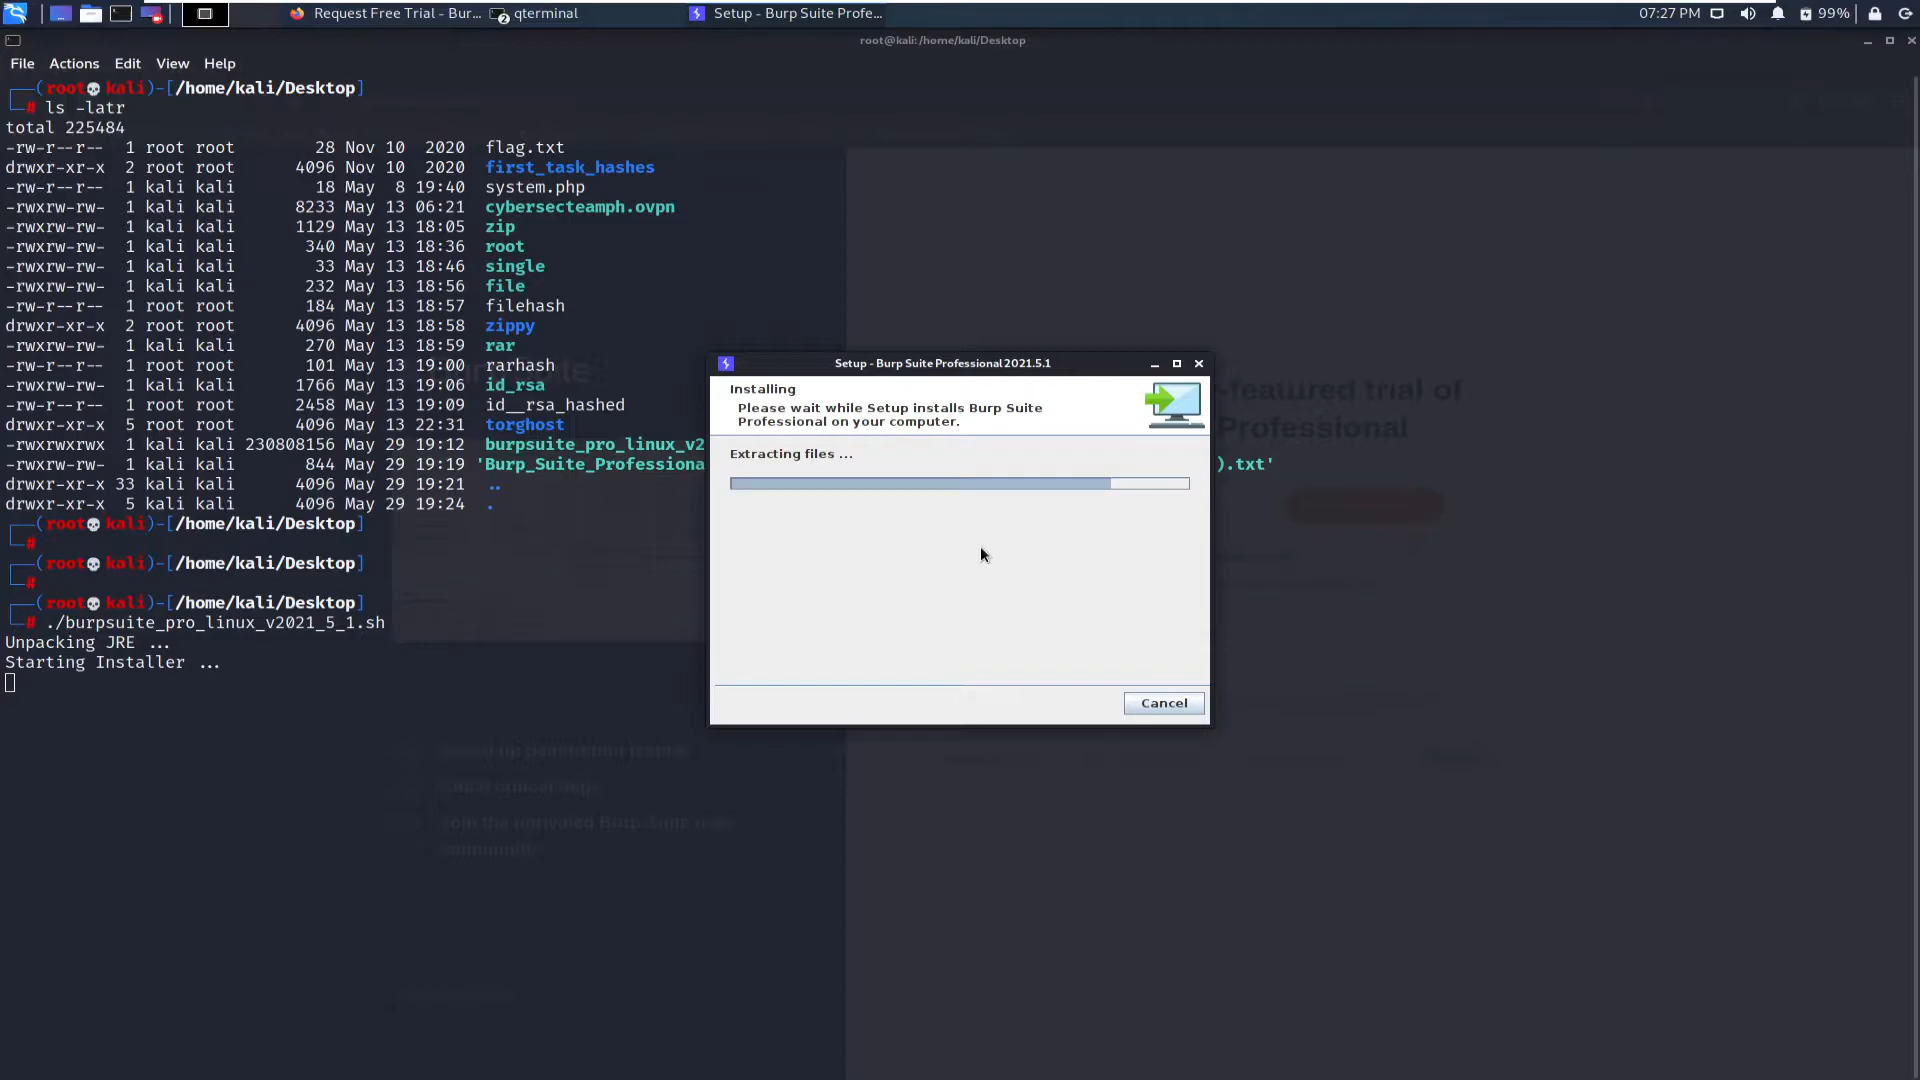 Request Free Trial - Bur...
qterminal
Setup - Burp Suite Profe...
07:27 PM
99%
root@kali: /home/kali/Desktop
File Actions Edit View Help
(root💀kali)-[/home/kali/Desktop]
# ls -latr
total 225484
-rw-r--r-- 1 root root 28 Nov 10 2020 flag.txt
drwxr-xr-x 2 root root 4096 Nov 10 2020 first_task_hashes
-rw-r--r-- 1 kali kali 18 May 8 19:40 system.php
-rwxrw-rw- 1 kali kali 8233 May 13 06:21 cybersecteamph.ovpn
-rwxrw-rw- 1 kali kali 1129 May 13 18:05 zip
-rwxrw-rw- 1 kali kali 340 May 13 18:36 root
-rwxrw-rw- 1 kali kali 33 May 13 18:46 single
-rwxrw-rw- 1 kali kali 232 May 13 18:56 file
-rw-r--r-- 1 root root 184 May 13 18:57 filehash
drwxr-xr-x 2 root root 4096 May 13 18:58 zippy
-rwxrw-rw- 1 kali kali 270 May 13 18:59 rar
-rw-r--r-- 1 root root 101 May 13 19:00 rarhash
-rwxrw-rw- 1 kali kali 1766 May 13 19:06 id_rsa
-rw-r--r-- 1 root root 2458 May 13 19:09 id__rsa_hashed
drwxr-xr-x 5 root root 4096 May 13 22:31 torghost
-rwxrwxrwx 1 kali kali 230808156 May 29 19:12 burpsuite_pro_linux_v2
-rwxrw-rw- 1 kali kali 844 May 29 19:19 'Burp_Suite_Professiona ).txt'
drwxr-xr-x 33 kali kali 4096 May 29 19:21 ..
drwxr-xr-x 5 kali kali 4096 May 29 19:24 .
(root💀kali)-[/home/kali/Desktop]
#
(root💀kali)-[/home/kali/Desktop]
#
(root💀kali)-[/home/kali/Desktop]
# ./burpsuite_pro_linux_v2021_5_1.sh
Unpacking JRE ...
Starting Installer ...
Setup - Burp Suite Professional 2021.5.1
Installing
Please wait while Setup installs Burp Suite
Professional on your computer.
Extracting files ...
Cancel
-featured trial of
Professional